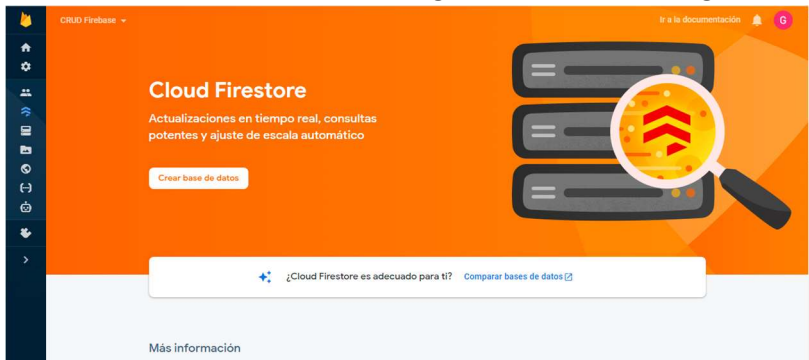 CRUD Firebase
Ir a la documentación
G
Cloud Firestore
Actualizaciones en tiempo real, consultas
potentes y ajuste de escala automático
Crear base de datos
¿Cloud Firestore es adecuado para ti? Comparar bases de datos
Más información